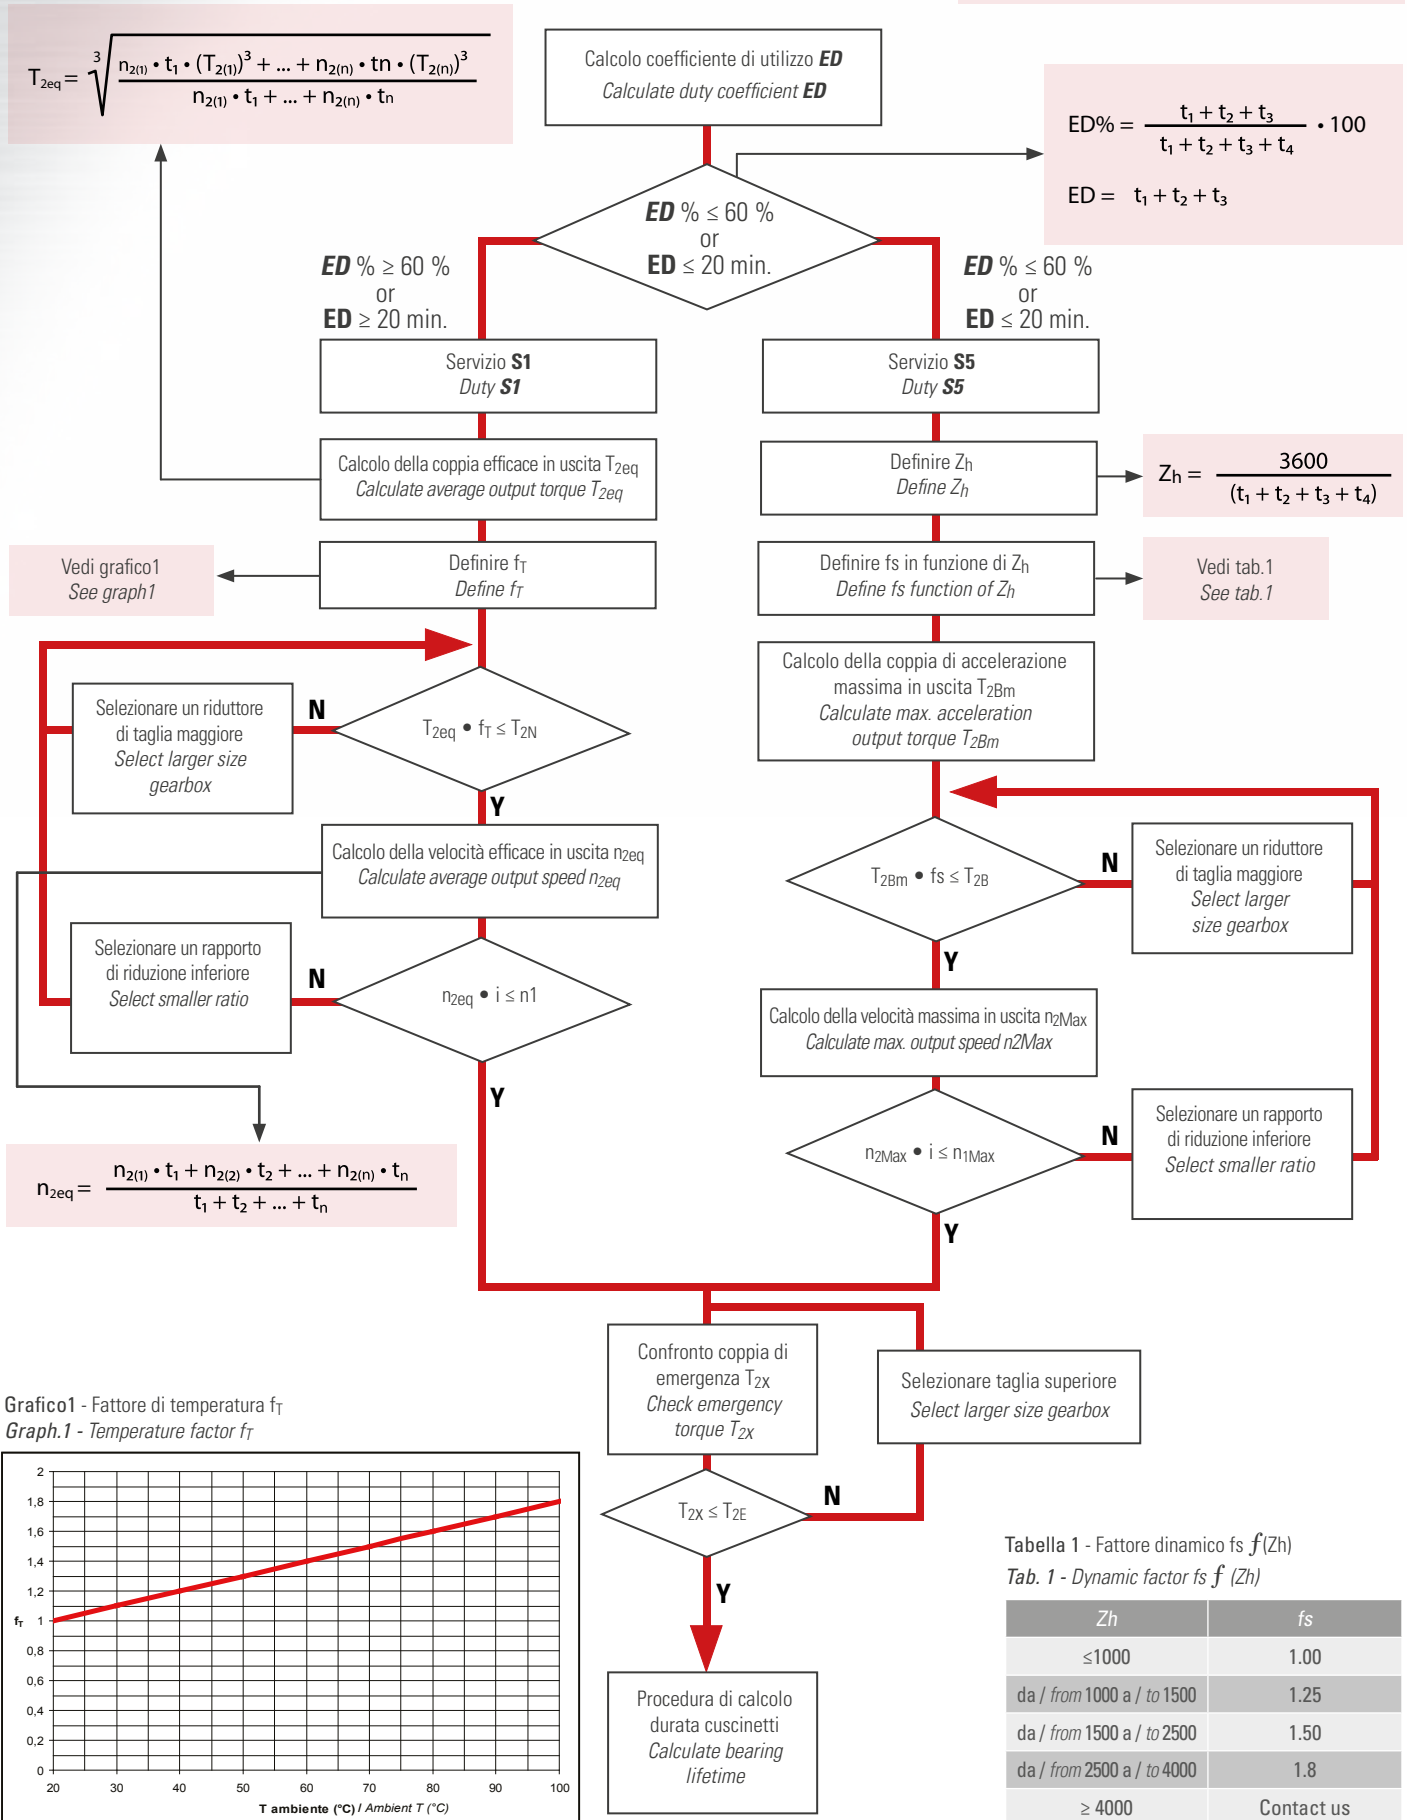 T2eq = ∛ n2(1) • t1 • (T2(1))³ + ... + n2(n) • tn • (T2(n))³
n2(1) • t1 + ... + n2(n) • tn
Calcolo coefficiente di utilizzo ED
Calculate duty coefficient ED
ED% = t1 + t2 + t3 • 100
t1 + t2 + t3 + t4
ED = t1 + t2 + t3
ED % ≤ 60 %
or
ED ≤ 20 min.
ED % ≥ 60 %
or
ED ≥ 20 min.
ED % ≤ 60 %
or
ED ≤ 20 min.
Servizio S1
Duty S1
Servizio S5
Duty S5
Calcolo della coppia efficace in uscita T2eq
Calculate average output torque T2eq
Definire Zh
Define Zh
Zh = 3600
(t1 + t2 + t3 + t4)
Vedi grafico1
See graph1
Definire fT
Define fT
Definire fs in funzione di Zh
Define fs function of Zh
Vedi tab.1
See tab.1
Calcolo della coppia di accelerazione
massima in uscita T2Bm
Calculate max. acceleration
output torque T2Bm
Selezionare un riduttore
di taglia maggiore
Select larger size
gearbox
N
T2eq • fT ≤ T2N
Y
Calcolo della velocità efficace in uscita n2eq
Calculate average output speed n2eq
T2Bm • fs ≤ T2B
N
Selezionare un riduttore
di taglia maggiore
Select larger
size gearbox
Y
Selezionare un rapporto
di riduzione inferiore
Select smaller ratio
N
n2eq • i ≤ n1
Y
Calcolo della velocità massima in uscita n2Max
Calculate max. output speed n2Max
n2Max • i ≤ n1Max
N
Selezionare un rapporto
di riduzione inferiore
Select smaller ratio
Y
n2eq = n2(1) • t1 + n2(2) • t2 + ... + n2(n) • tn
t1 + t2 + ... + tn
Confronto coppia di
emergenza T2x
Check emergency
torque T2x
Selezionare taglia superiore
Select larger size gearbox
T2x ≤ T2E
N
Y
Procedura di calcolo
durata cuscinetti
Calculate bearing
lifetime
Grafico1 - Fattore di temperatura fT
Graph.1 - Temperature factor fT
2
1,8
1,6
1,4
1,2
1
0,8
0,6
0,4
0,2
0
fT
20 30 40 50 60 70 80 90 100
T ambiente (°C) / Ambient T (°C)
Tabella 1 - Fattore dinamico fs f(Zh)
Tab. 1 - Dynamic factor fs f (Zh)
Zh fs
≤1000 1.00
da / from 1000 a / to 1500 1.25
da / from 1500 a / to 2500 1.50
da / from 2500 a / to 4000 1.8
≥ 4000 Contact us